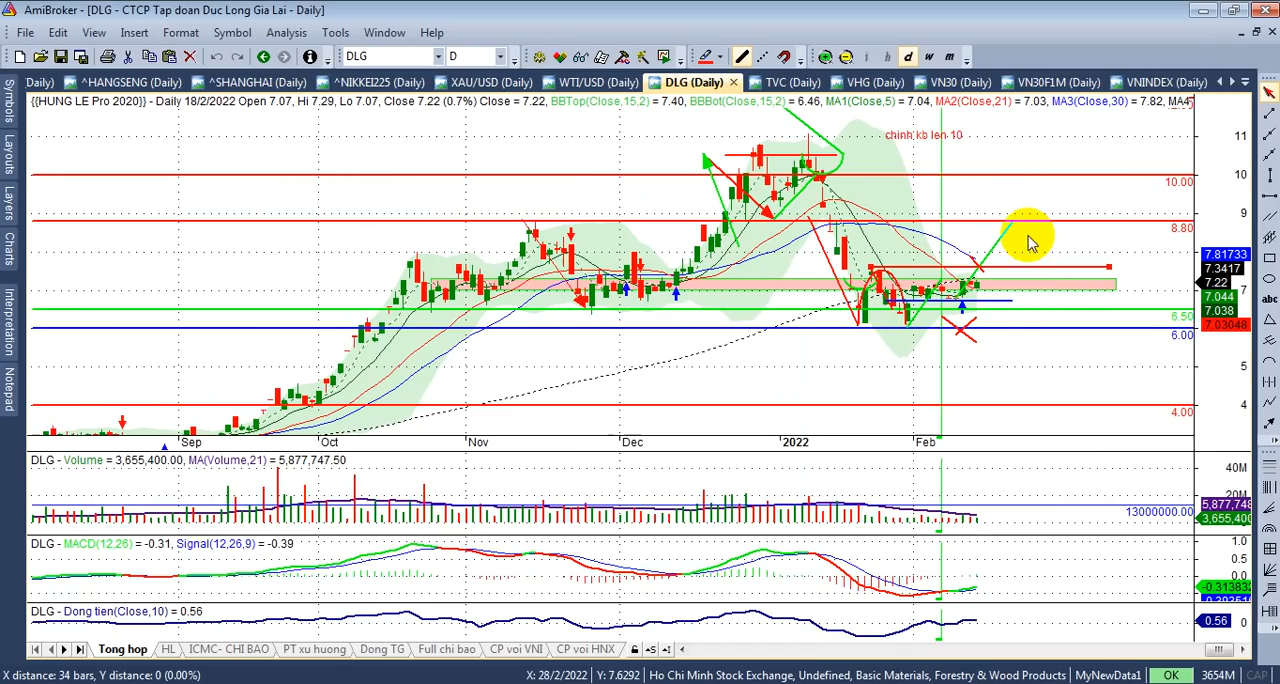 AmiBroker - [DLG - CTCP Tap doan Duc Long Gia Lai - Daily]
File Edit View Insert Format Symbol Analysis Tools Window Help
DLG D h d w m
Daily) ^HANGSENG (Daily) ^SHANGHAI (Daily) ^NIKKEI225 (Daily) XAU/USD (Daily) WTI/USD (Daily) DLG (Daily) TVC (Daily) VHG (Daily) VN30 (Daily) VN30F1M (Daily) VNINDEX (Daily)
Symbols
Layouts
Layers
Charts
Interpretation
Notepad
{{HUNG LE Pro 2020}} - Daily 18/2/2022 Open 7.07, Hi 7.29, Lo 7.07, Close 7.22 (0.7%) Close = 7.22, BBTop(Close,15,2) = 7.40, BBBot(Close,15,2) = 6.46, MA1(Close,5) = 7.04, MA2(Close,21) = 7.03, MA3(Close,30) = 7.82, MA4
chinh kb len 10
11
10
10.00
9
8.80
7.81733
7.3417
7.22
7
7.044
7.038
6.50
7.03048
6.00
5
4
4.00
Sep Oct Nov Dec 2022 Feb
DLG - Volume = 3,655,400.00, MA(Volume,21) = 5,877,747.50
40M
20M
5,877,748
13000000.00
3,655,400
DLG - MACD(12,26) = -0.31, Signal(12,26,9) = -0.39
1.0
0.5
0.0
-0.313832
DLG - Dong tien(Close,10) = 0.56
0.56 0
Tong hop HL ICMC- CHI BAO PT xu huong Dong TG Full chi bao CP voi VNI CP voi HNX
abc
X distance: 34 bars, Y distance: 0 (0.00%) X: 28/2/2022 Y: 7.6292 Ho Chi Minh Stock Exchange, Undefined, Basic Materials, Forestry & Wood Products MyNewData1 OK 3654M CAP